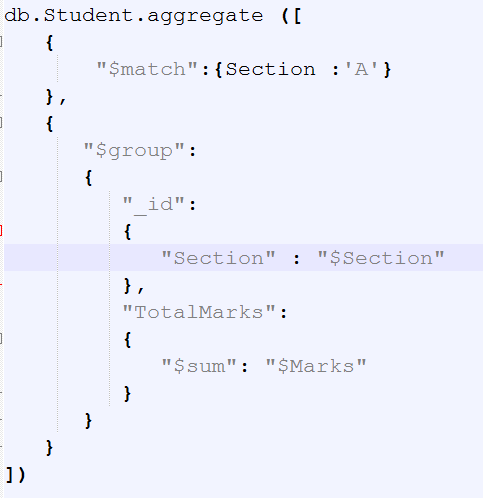 db.Student.aggregate ([
{
"$match":{Section :'A'}
},
{
"$group":
{
"_id":
{
"Section" : "$Section"
},
"TotalMarks":
{
"$sum": "$Marks"
}
}
}
])